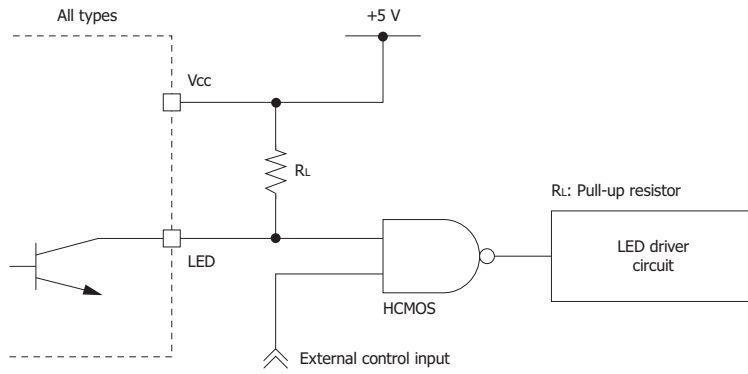 All types
+5 V
Vcc
RL
RL: Pull-up resistor
LED driver
circuit
LED
HCMOS
External control input